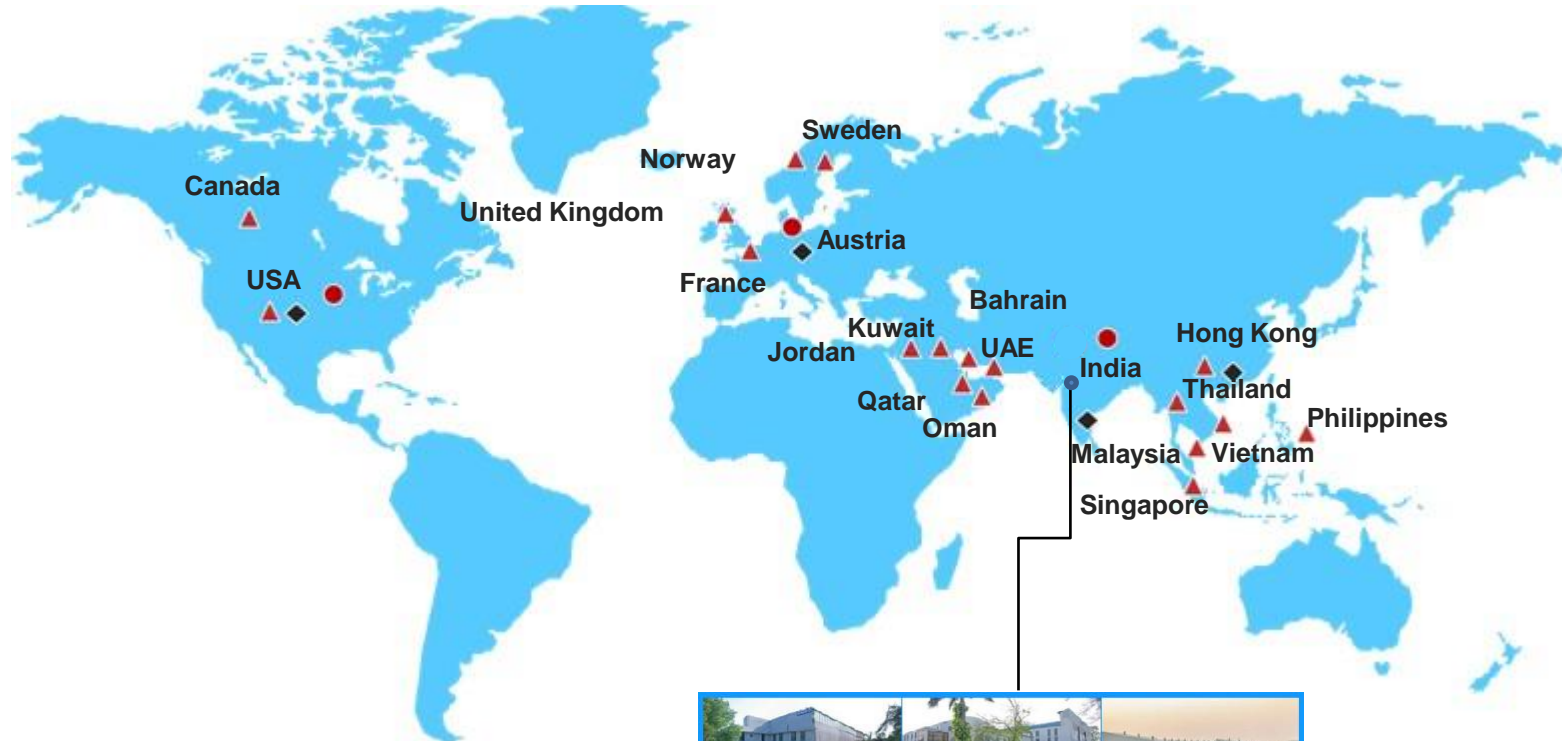 Sweden
Norway
Canada
United Kingdom
Austria
USA
France
Bahrain
Kuwait
Hong Kong
Jordan
UAE
India
Thailand
Qatar
Philippines
Oman
Malaysia
Vietnam
Singapore